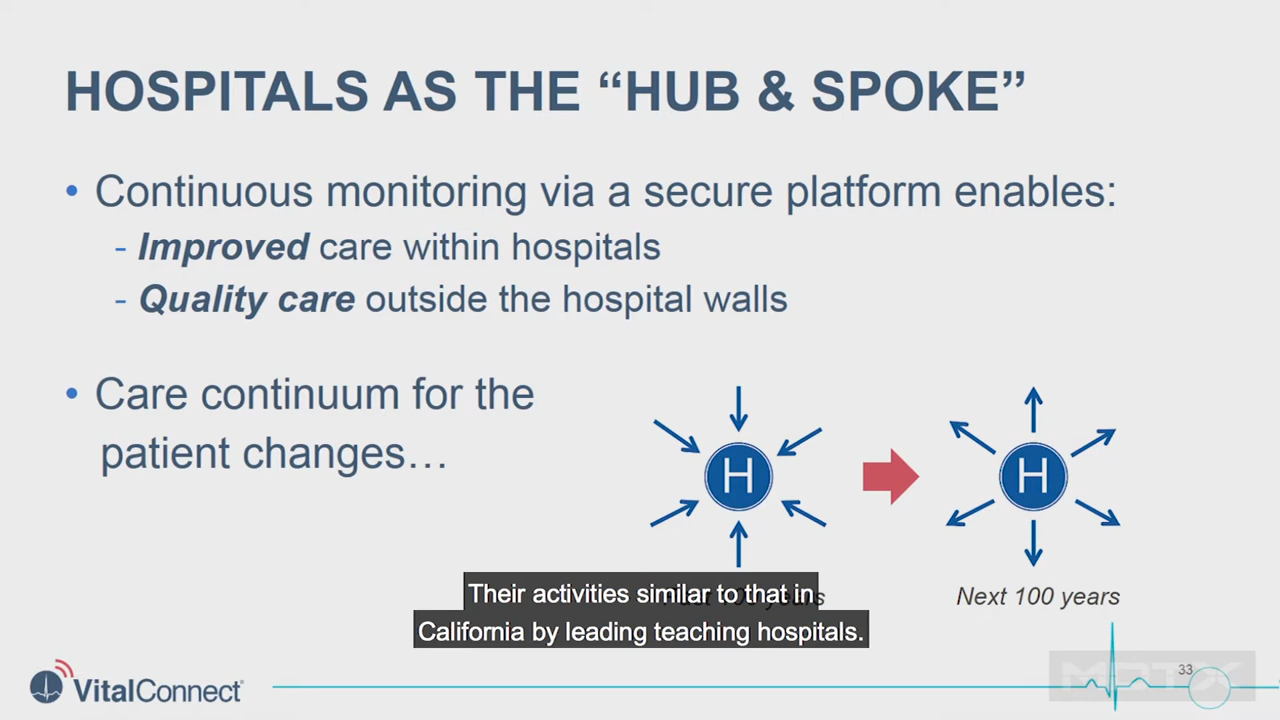 HOSPITALS AS THE “HUB & SPOKE”
• Continuous monitoring via a secure platform enables:
- Improved care within hospitals
- Quality care outside the hospital walls
• Care continuum for the
patient changes…
H
H
Next 100 years
Their activities similar to that in
California by leading teaching hospitals.
VitalConnect
33